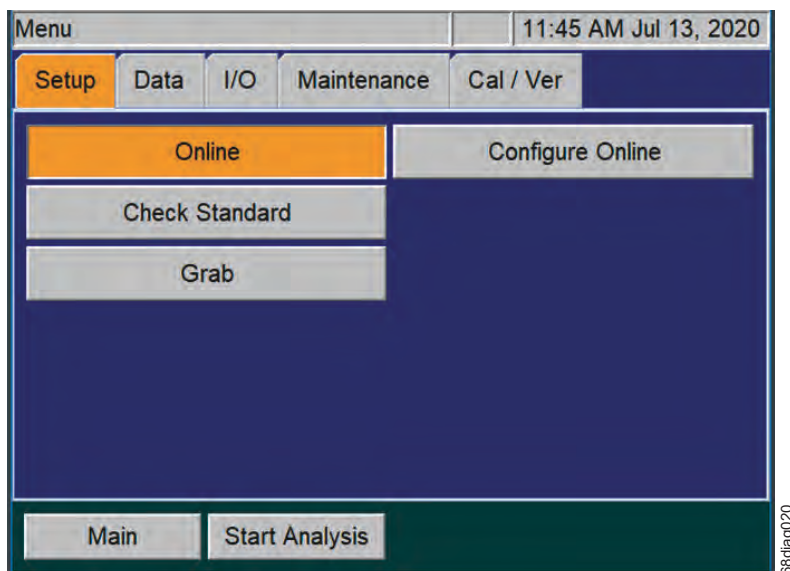 Menu 11:45 AM Jul 13, 2020
Setup Data I/O Maintenance Cal / Ver
Online Configure Online
Check Standard
Grab
Main Start Analysis